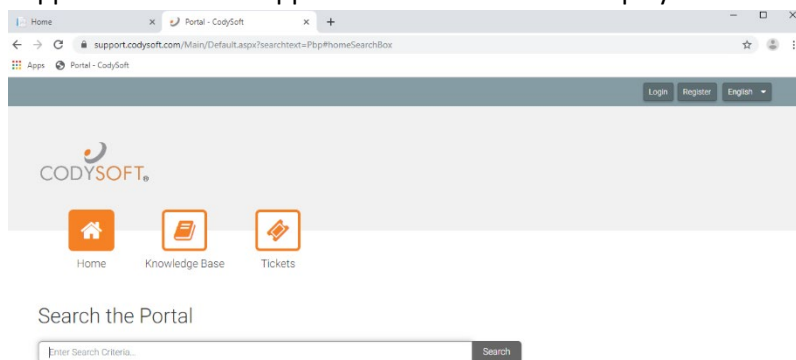 Home Portal - CodySoft
support.codysoft.com/Main/Default.aspx?searchtext=Pbp#homeSearchBox
Apps Portal - CodySoft
Login Register English
CODYSOFT®
Home Knowledge Base Tickets
Search the Portal
Enter Search Criteria... Search